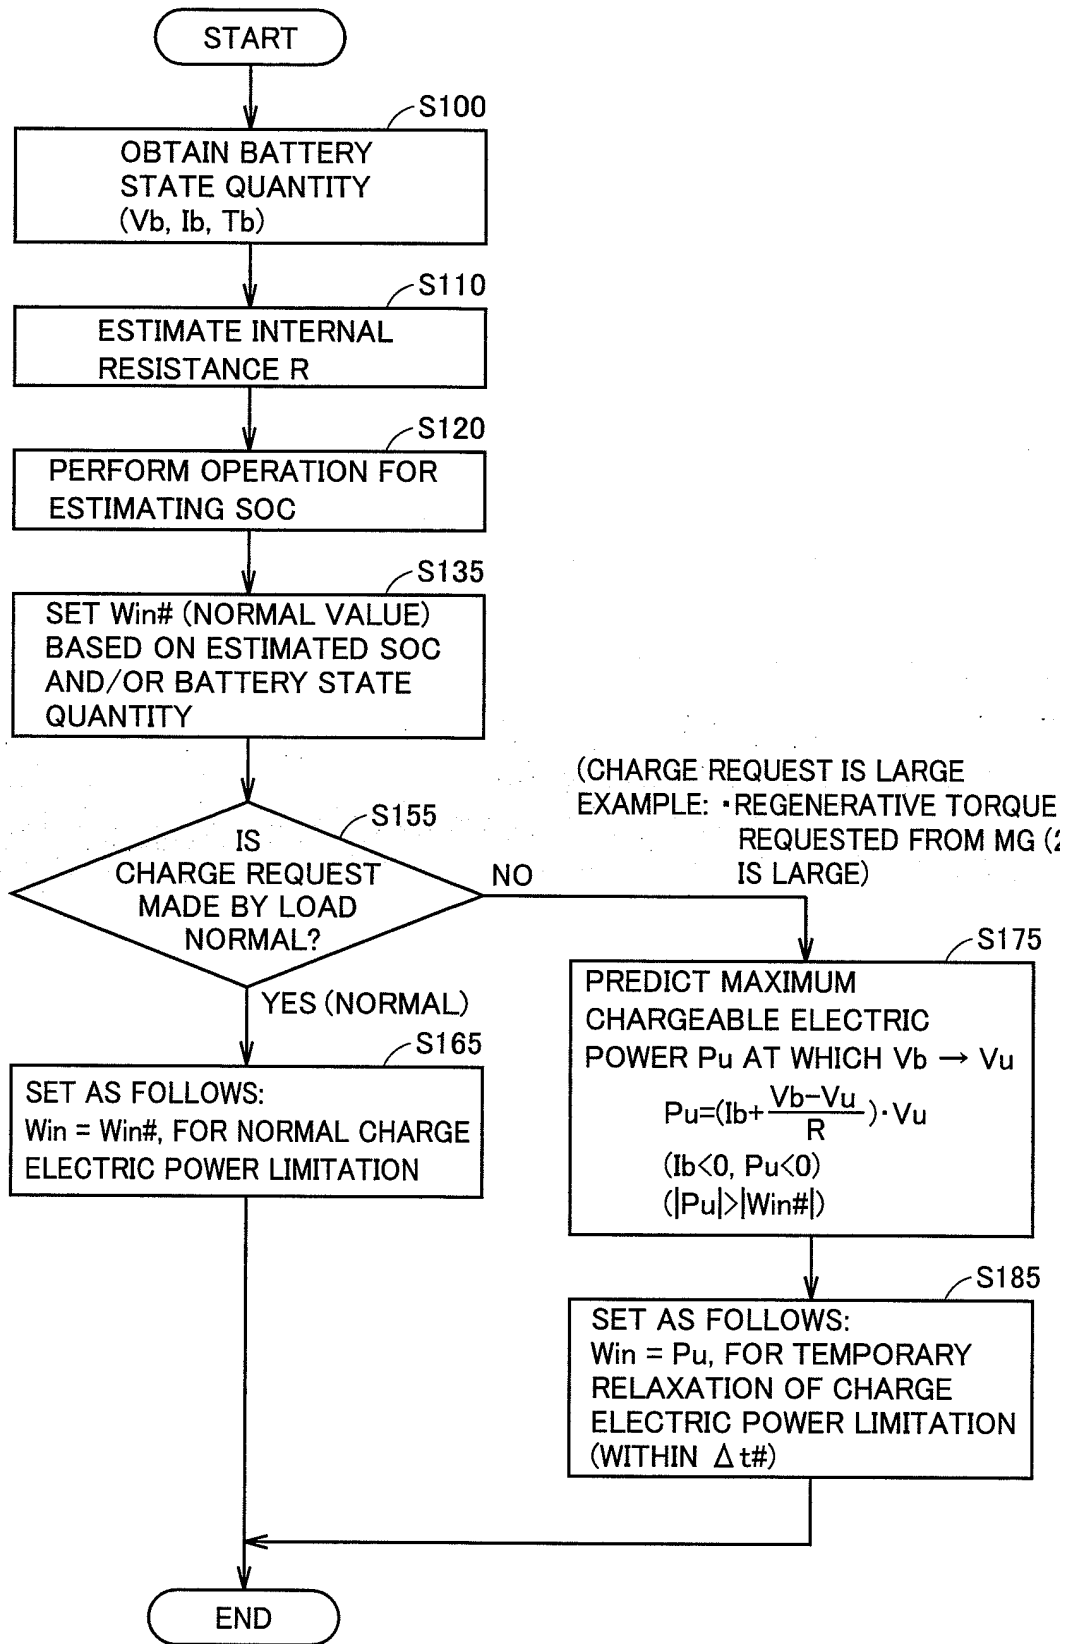 START
S100
OBTAIN BATTERY
STATE QUANTITY
(Vb, Ib, Tb)
S110
ESTIMATE INTERNAL
RESISTANCE R
S120
PERFORM OPERATION FOR
ESTIMATING SOC
S135
SET Win# (NORMAL VALUE)
BASED ON ESTIMATED SOC
AND/OR BATTERY STATE
QUANTITY
S155
IS
CHARGE REQUEST
MADE BY LOAD
NORMAL?
NO
(CHARGE REQUEST IS LARGE
EXAMPLE: ・REGENERATIVE TORQUE
REQUESTED FROM MG (2
IS LARGE)
YES (NORMAL)
S165
SET AS FOLLOWS:
Win = Win#, FOR NORMAL CHARGE
ELECTRIC POWER LIMITATION
S175
PREDICT MAXIMUM
CHARGEABLE ELECTRIC
POWER Pu AT WHICH Vb → Vu
Pu=(Ib+ Vb-Vu / R )・Vu
(Ib<0, Pu<0)
(|Pu|>|Win#|)
S185
SET AS FOLLOWS:
Win = Pu, FOR TEMPORARY
RELAXATION OF CHARGE
ELECTRIC POWER LIMITATION
(WITHIN Δt#)
END